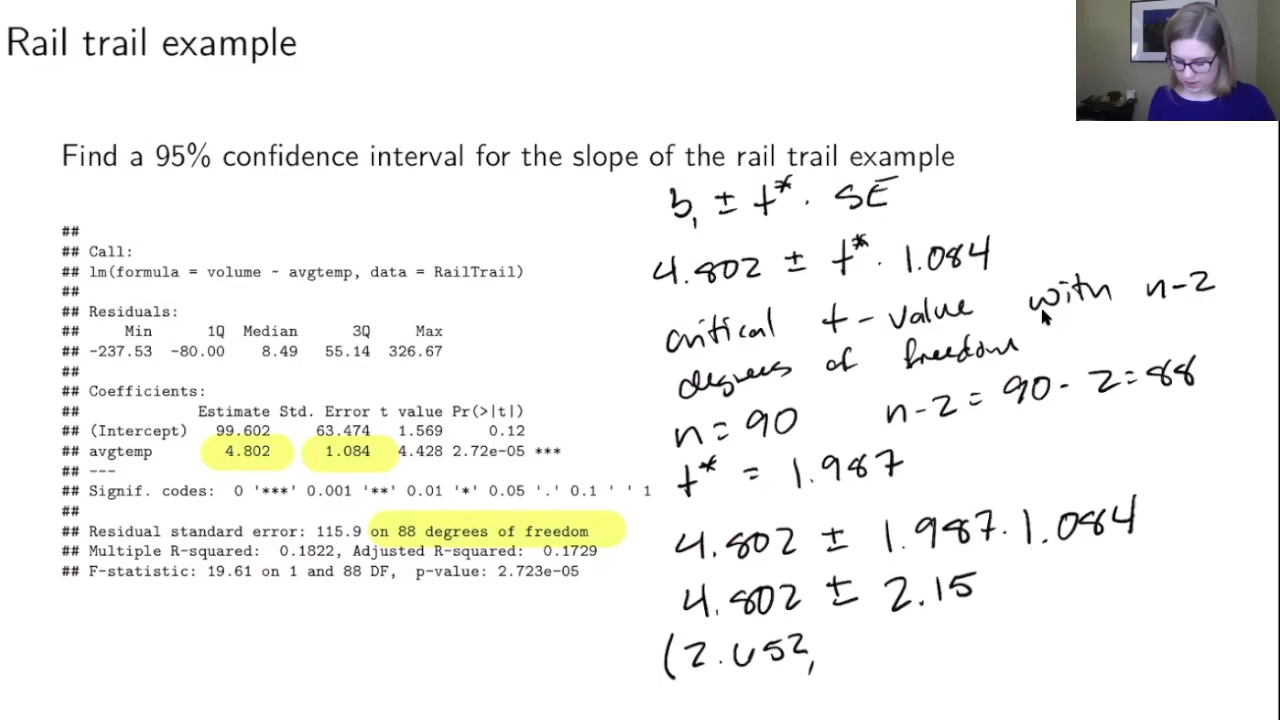 Rail trail example
Find a 95% confidence interval for the slope of the rail trail example
##
## Call:
## lm(formula = volume ~ avgtemp, data = RailTrail)
##
## Residuals:
##     Min      1Q  Median      3Q     Max
## -237.53  -80.00    8.49   55.14  326.67
##
## Coefficients:
##             Estimate Std. Error t value Pr(>|t|)
## (Intercept)   99.602     63.474   1.569     0.12
## avgtemp        4.802      1.084   4.428 2.72e-05 ***
## ---
## Signif. codes:  0 '***' 0.001 '**' 0.01 '*' 0.05 '.' 0.1 ' ' 1
##
## Residual standard error: 115.9 on 88 degrees of freedom
## Multiple R-squared:  0.1822, Adjusted R-squared:  0.1729
## F-statistic: 19.61 on 1 and 88 DF,  p-value: 2.723e-05
b₁ ± t* · SE
4.802 ± t* · 1.084
critical t-value with n-2
degrees of freedom
n = 90 n-2 = 90 - 2 = 88
t* = 1.987
4.802 ± 1.987 · 1.084
4.802 ± 2.15
(2.652,